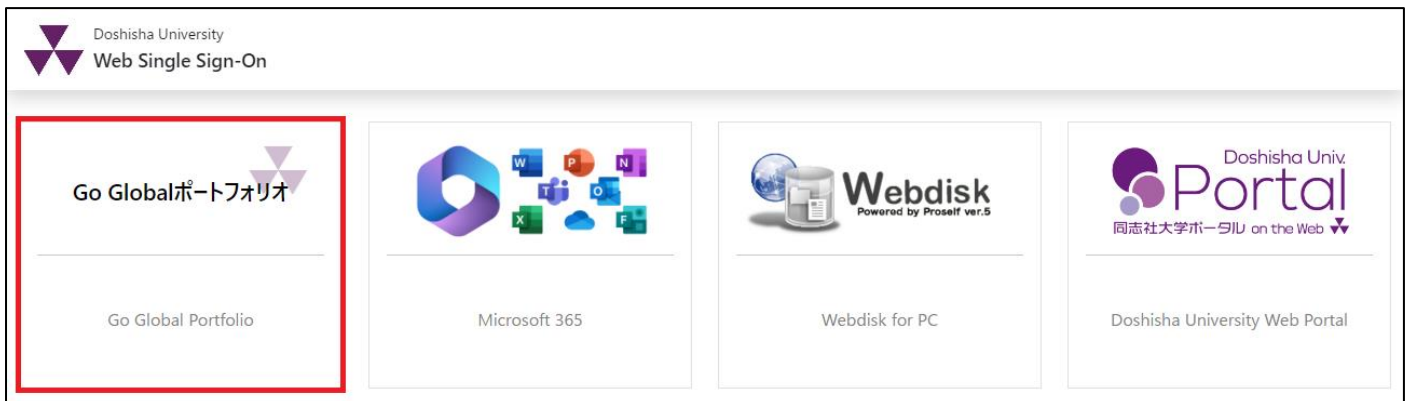 Doshisha University
Web Single Sign-On
Go Globalポートフォリオ
Go Global Portfolio
W
P
N
T
O
X
F
Microsoft 365
Webdisk
Powered by Proself ver.5
Webdisk for PC
Doshisha Univ.
Portal
同志社大学ポータル on the Web
Doshisha University Web Portal